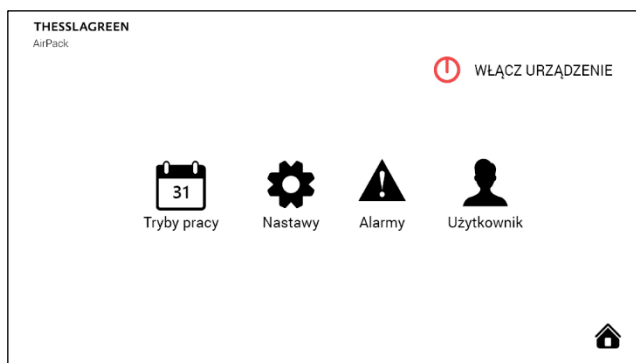 THESSLAGREEN
AirPack
WŁĄCZ URZĄDZENIE
31
Tryby pracy
Nastawy
Alarmy
Użytkownik